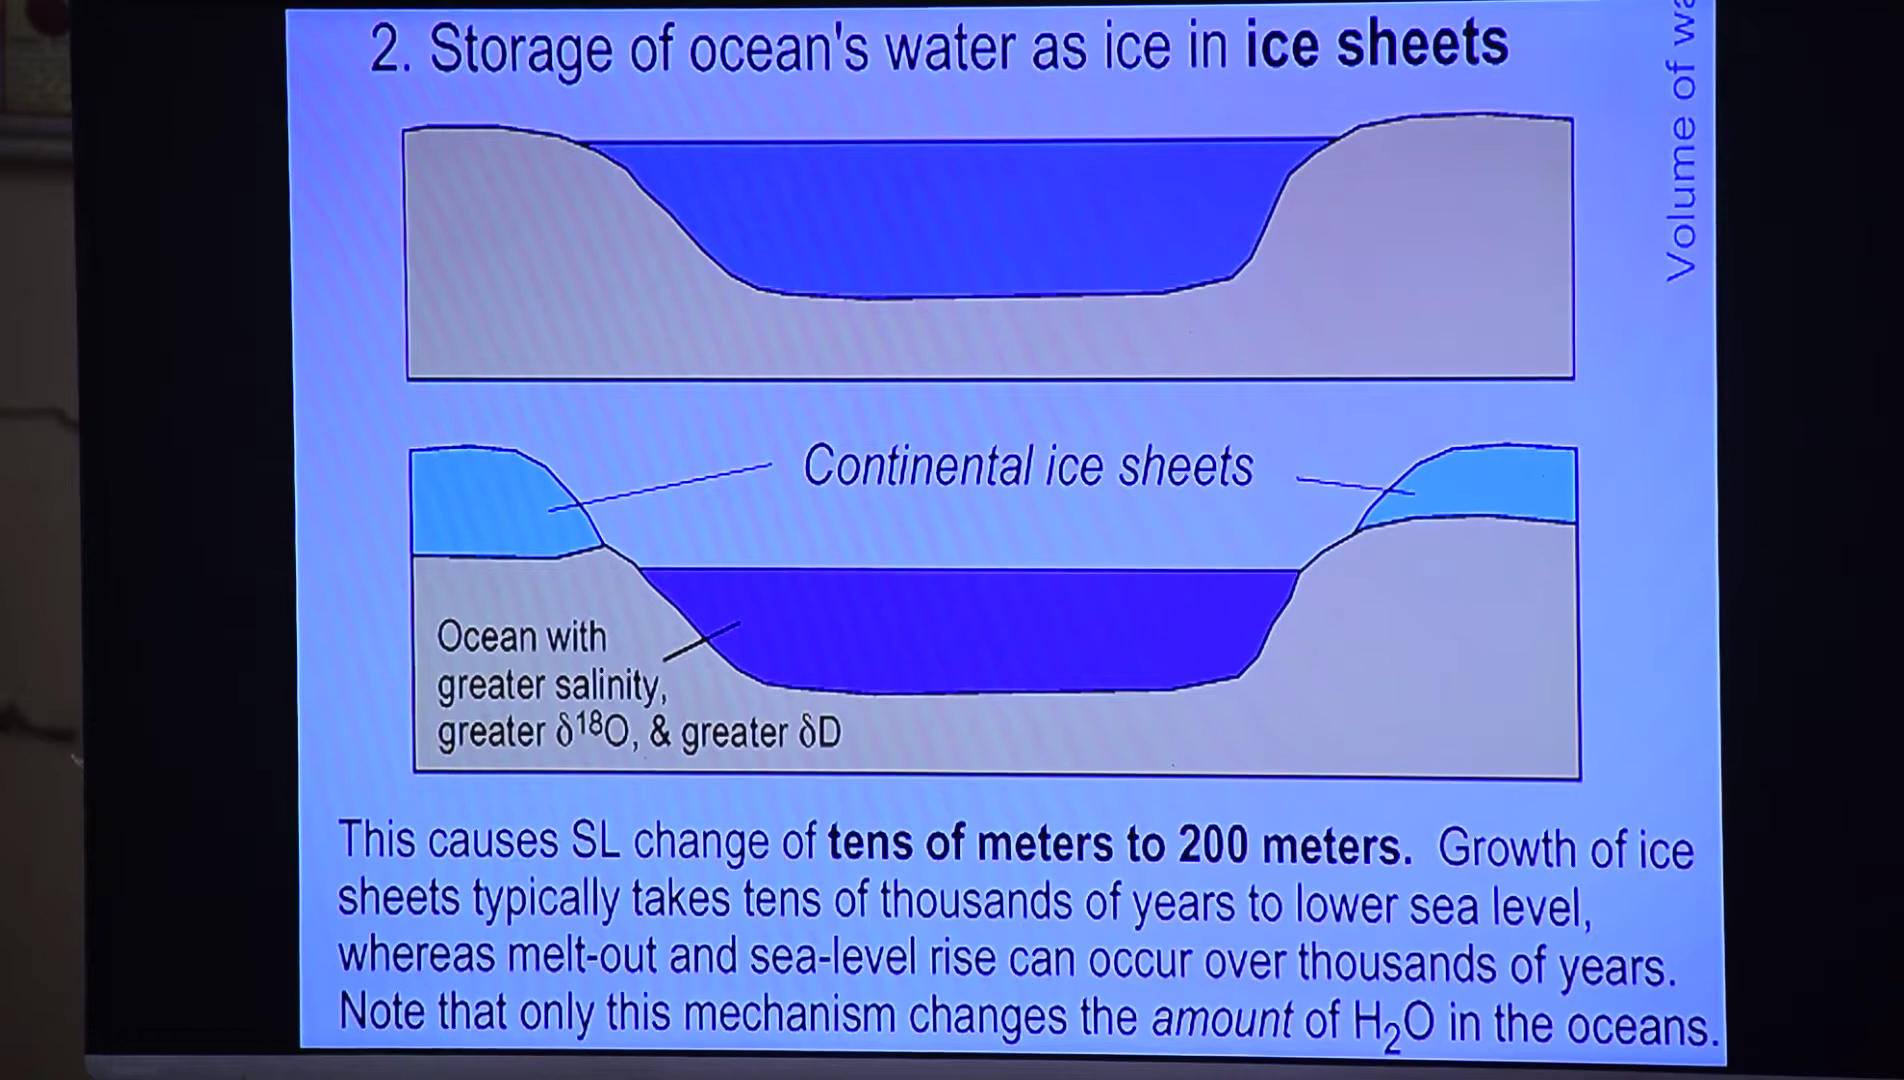 2. Storage of ocean's water as ice in ice sheets
Volume of
Continental ice sheets
Ocean with
greater salinity,
greater δ¹⁸O, & greater δD
This causes SL change of tens of meters to 200 meters. Growth of ice
sheets typically takes tens of thousands of years to lower sea level,
whereas melt-out and sea-level rise can occur over thousands of years.
Note that only this mechanism changes the amount of H₂O in the oceans.